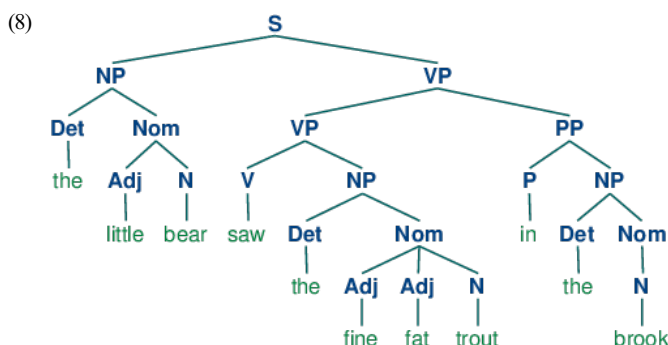 (8) S
NP VP
Det Nom VP PP
the Adj N V NP P NP
little bear saw Det Nom in Det Nom
the Adj Adj N the N
fine fat trout brook